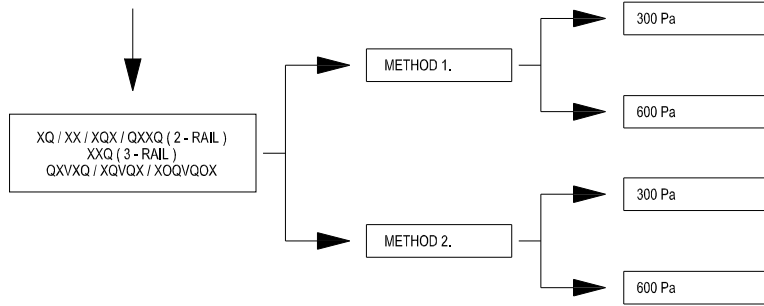 300 Pa
METHOD 1.
600 Pa
XQ / XX / XQX / QXXQ ( 2 - RAIL )
XXQ ( 3 - RAIL )
QXVXQ / XQVQX / XOQVQOX
300 Pa
METHOD 2.
600 Pa